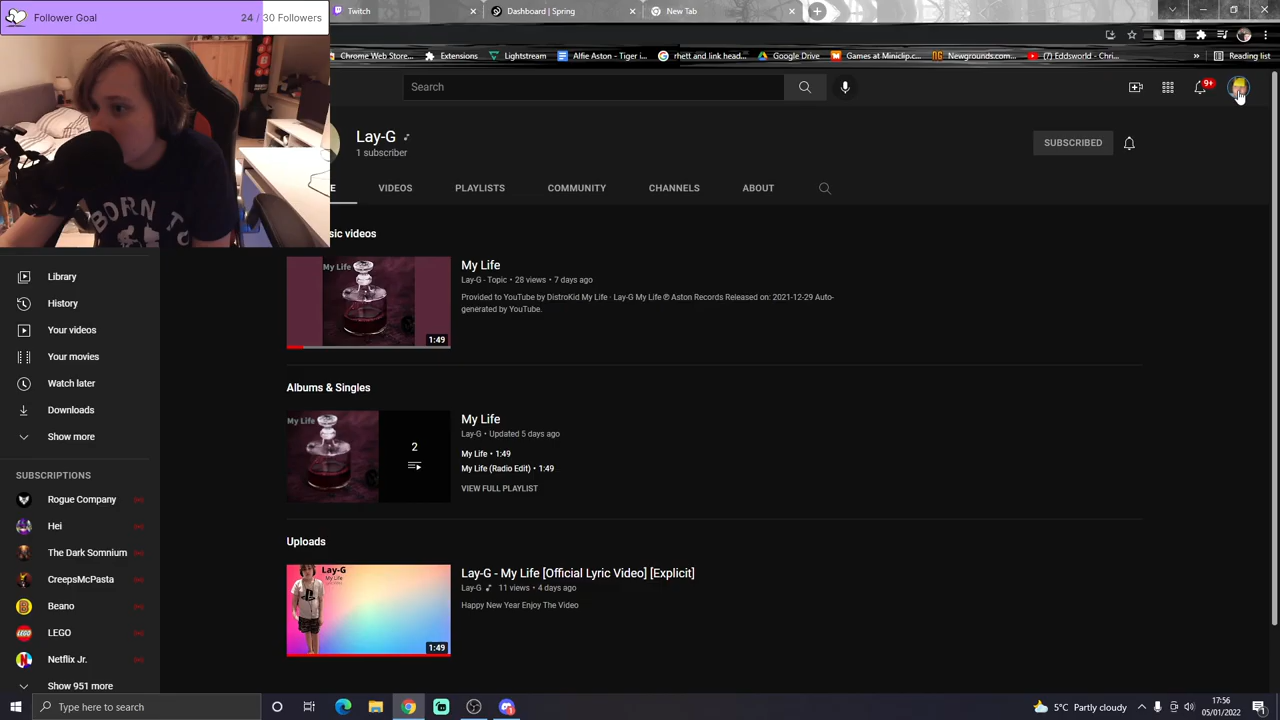 Follower Goal
24 / 30 Followers
Twitch
Dashboard | Spring
New Tab
Chrome Web Store
Extensions
Lightstream
Alfie Aston - Tiger i...
rhett and link head...
Google Drive
Games at Miniclip.c...
Newgrounds.com...
(7) Eddsworld - Chri...
Reading list
Search
9+
Lay-G
1 subscriber
SUBSCRIBED
VIDEOS
PLAYLISTS
COMMUNITY
CHANNELS
ABOUT
BORN TO
sic videos
My Life
1:49
My Life
Lay-G - Topic • 28 views • 7 days ago
Provided to YouTube by DistroKid My Life · Lay-G My Life ℗ Aston Records Released on: 2021-12-29 Auto-
generated by YouTube.
Library
History
Your videos
Your movies
Watch later
Downloads
Show more
SUBSCRIPTIONS
Rogue Company
Hei
The Dark Somnium
CreepsMcPasta
Beano
LEGO
LEGO
Netflix Jr.
Show 951 more
Albums & Singles
My Life
2
My Life
Lay-G • Updated 5 days ago
My Life • 1:49
My Life (Radio Edit) • 1:49
VIEW FULL PLAYLIST
Uploads
Lay-G
My Life
1:49
Lay-G - My Life [Official Lyric Video] [Explicit]
Lay-G 11 views • 4 days ago
Happy New Year Enjoy The Video
Type here to search
5°C Partly cloudy
17:56
05/01/2022